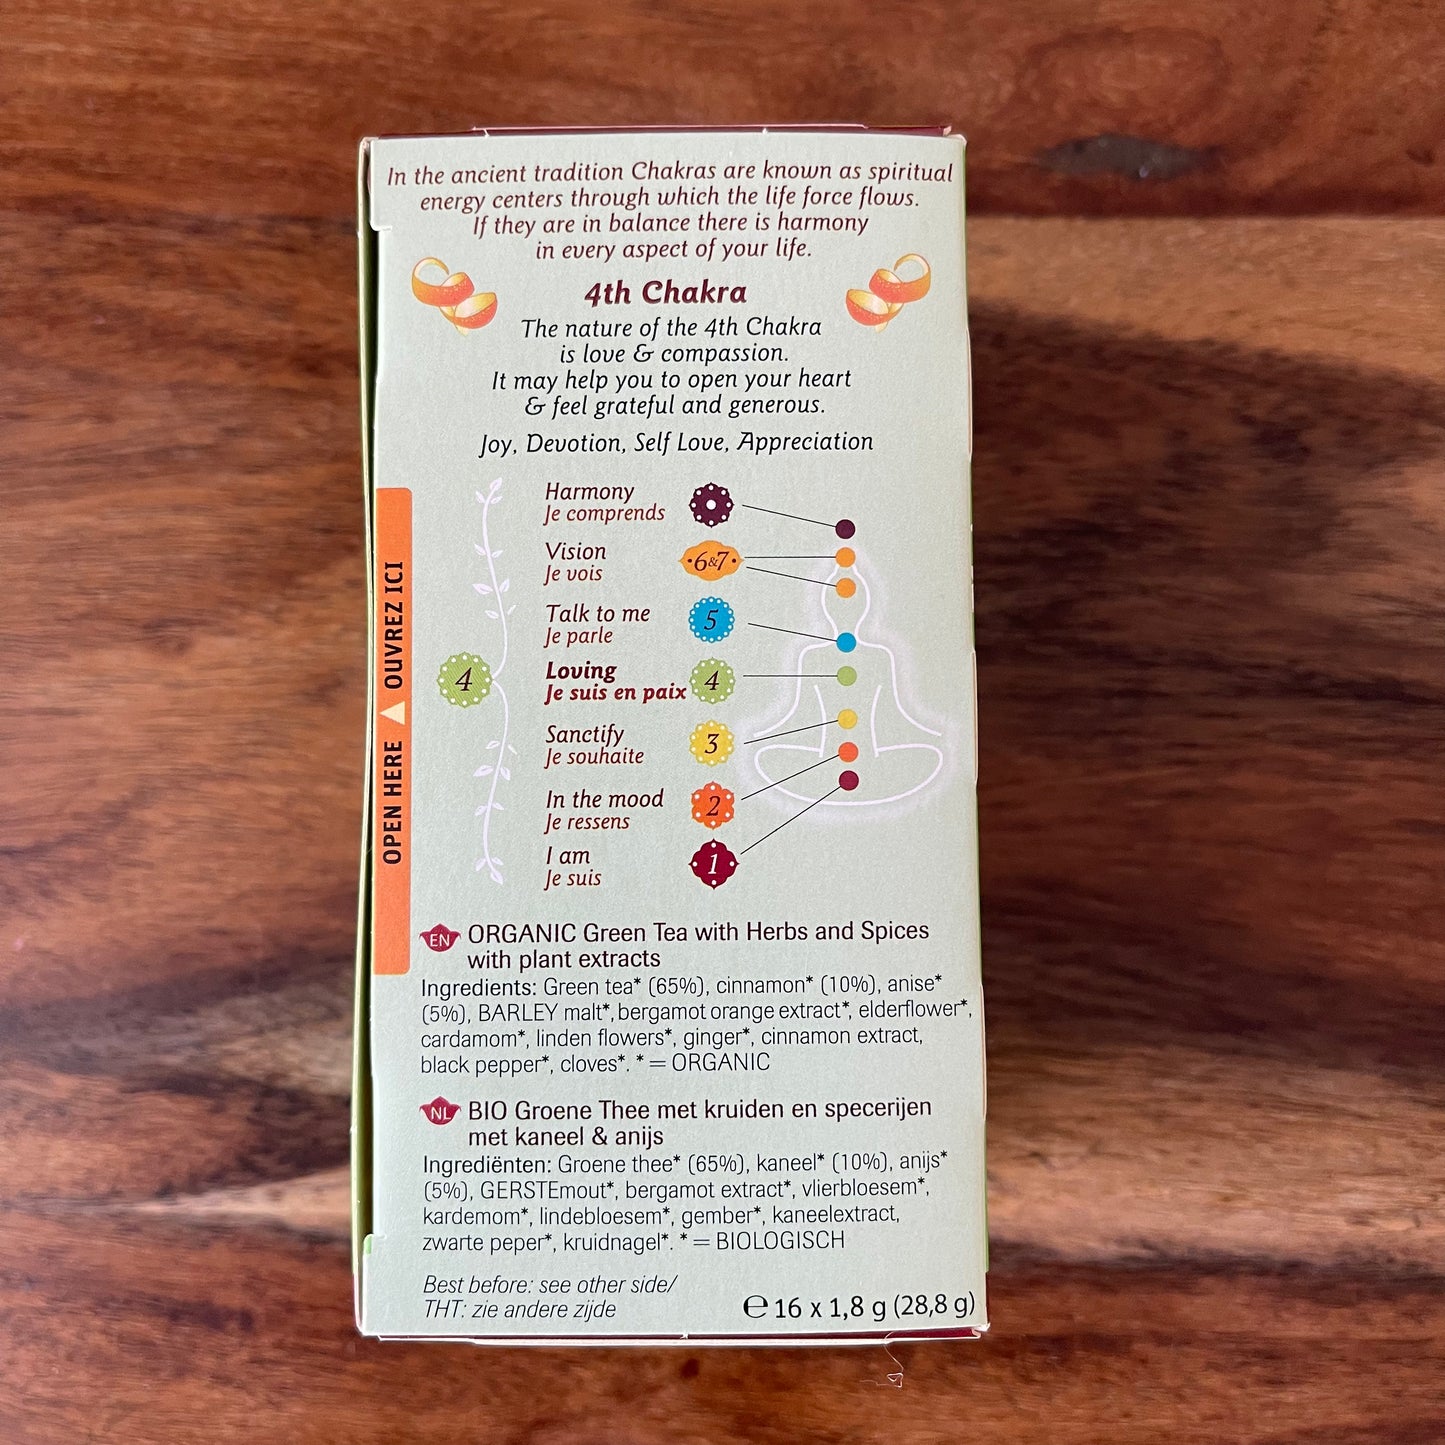 In the ancient tradition Chakras are known as spiritual
energy centers through which the life force flows.
If they are in balance there is harmony
in every aspect of your life.
4th Chakra
The nature of the 4th Chakra
is love & compassion.
It may help you to open your heart
& feel grateful and generous.
Joy, Devotion, Self Love, Appreciation
Harmony
Je comprends
Vision
Je vois
6&7
Talk to me
Je parle
5
Loving
Je suis en paix
4
4
Sanctify
Je souhaite
3
In the mood
Je ressens
2
I am
Je suis
1
OPEN HERE ▲ OUVREZ ICI
EN ORGANIC Green Tea with Herbs and Spices
with plant extracts
Ingredients: Green tea* (65%), cinnamon* (10%), anise*
(5%), BARLEY malt*, bergamot orange extract*, elderflower*,
cardamom*, linden flowers*, ginger*, cinnamon extract,
black pepper*, cloves*. * = ORGANIC
NL BIO Groene Thee met kruiden en specerijen
met kaneel & anijs
Ingrediënten: Groene thee* (65%), kaneel* (10%), anijs*
(5%), GERSTEmout*, bergamot extract*, vlierbloesem*,
kardemom*, lindebloesem*, gember*, kaneelextract,
zwarte peper*, kruidnagel*. * = BIOLOGISCH
Best before: see other side/
THT: zie andere zijde
℮ 16 x 1,8 g (28,8 g)